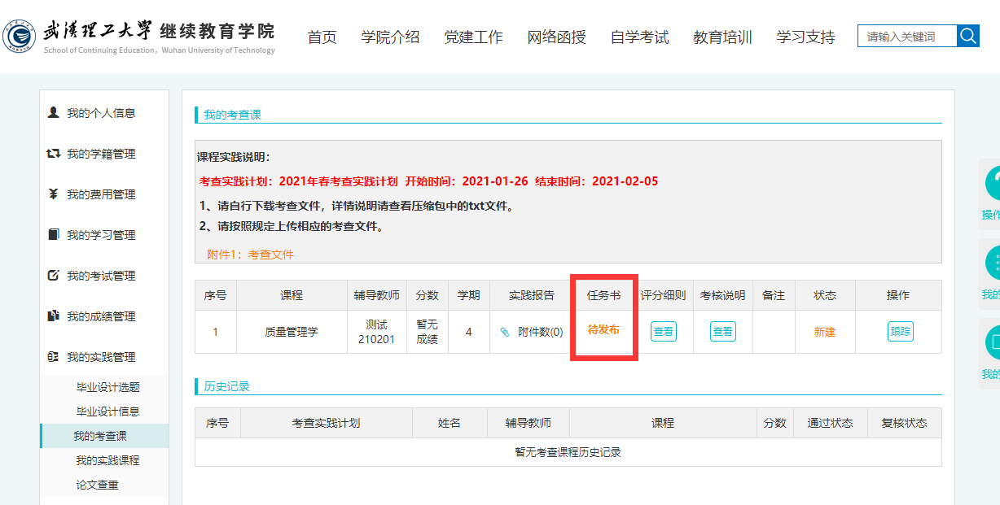 武汉理工大学 继续教育学院
School of Continuing Education，Wuhan University of Technology
首页 学院介绍 党建工作 网络函授 自学考试 教育培训 学习支持 请输入关键词
我的个人信息
我的学籍管理
我的费用管理
我的学习管理
我的考试管理
我的成绩管理
我的实践管理
毕业设计选题
毕业设计信息
我的考查课
我的实践课程
论文查重
我的考查课
课程实践说明：
考查实践计划：2021年春考查实践计划 开始时间：2021-01-26 结束时间：2021-02-05
1、请自行下载考查文件，详情说明请查看压缩包中的txt文件。
2、请按照规定上传相应的考查文件。
附件1：考查文件
序号 课程 辅导教师 分数 学期 实践报告 任务书 评分细则 考核说明 备注 状态 操作
1 质量管理学 测试 210201 暂无 成绩 4 附件数(0) 待发布 查看 查看 新建 跟踪
历史记录
序号 考查实践计划 姓名 辅导教师 课程 分数 通过状态 复核状态
暂无考查课程历史记录
操作
我的
我的